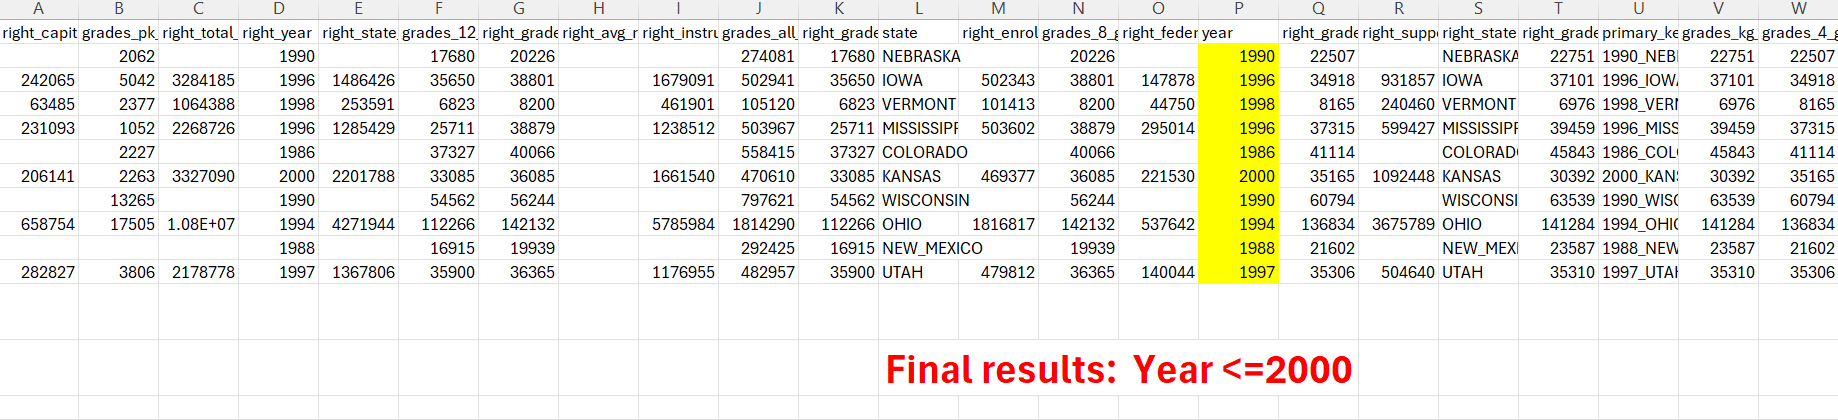 A B C D E F G H I J K L M N O P Q R S T U V W
right_capit grades_pk_ right_total_ right_year right_state_ grades_12_ right_grade right_avg_r right_instru grades_all_ right_grade state right_enrol grades_8_g right_feder year right_grade right_suppo right_state right_grade primary_ke grades_kg_ grades_4_g
2062 1990 17680 20226 274081 17680 NEBRASKA 20226 1990 22507 NEBRASKA 22751 1990_NEB 22751 22507
242065 5042 3284185 1996 1486426 35650 38801 1679091 502941 35650 IOWA 502343 38801 147878 1996 34918 931857 IOWA 37101 1996_IOWA 37101 34918
63485 2377 1064388 1998 253591 6823 8200 461901 105120 6823 VERMONT 101413 8200 44750 1998 8165 240460 VERMONT 6976 1998_VER 6976 8165
231093 1052 2268726 1996 1285429 25711 38879 1238512 503967 25711 MISSISSIPP 503602 38879 295014 1996 37315 599427 MISSISSIPP 39459 1996_MISS 39459 37315
2227 1986 37327 40066 558415 37327 COLORADO 40066 1986 41114 COLORAD 45843 1986_COL 45843 41114
206141 2263 3327090 2000 2201788 33085 36085 1661540 470610 33085 KANSAS 469377 36085 221530 2000 35165 1092448 KANSAS 30392 2000_KAN 30392 35165
13265 1990 54562 56244 797621 54562 WISCONSIN 56244 1990 60794 WISCONSI 63539 1990_WISC 63539 60794
658754 17505 1.08E+07 1994 4271944 112266 142132 5785984 1814290 112266 OHIO 1816817 142132 537642 1994 136834 3675789 OHIO 141284 1994_OHIO 141284 136834
1988 16915 19939 292425 16915 NEW_MEXICO 19939 1988 21602 NEW_MEXI 23587 1988_NEW 23587 21602
282827 3806 2178778 1997 1367806 35900 36365 1176955 482957 35900 UTAH 479812 36365 140044 1997 35306 504640 UTAH 35310 1997_UTAH 35310 35306
Final results: Year <=2000